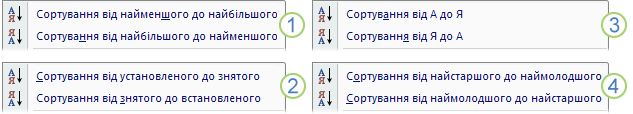 Сортування від найменшого до найбільшого
Сортування від найбільшого до найменшого
1
Сортування від установленого до знятого
Сортування від знятого до встановленого
2
Сортування від А до Я
Сортування від Я до А
3
Сортування від найстаршого до наймолодшого
Сортування від наймолодшого до найстаршого
4